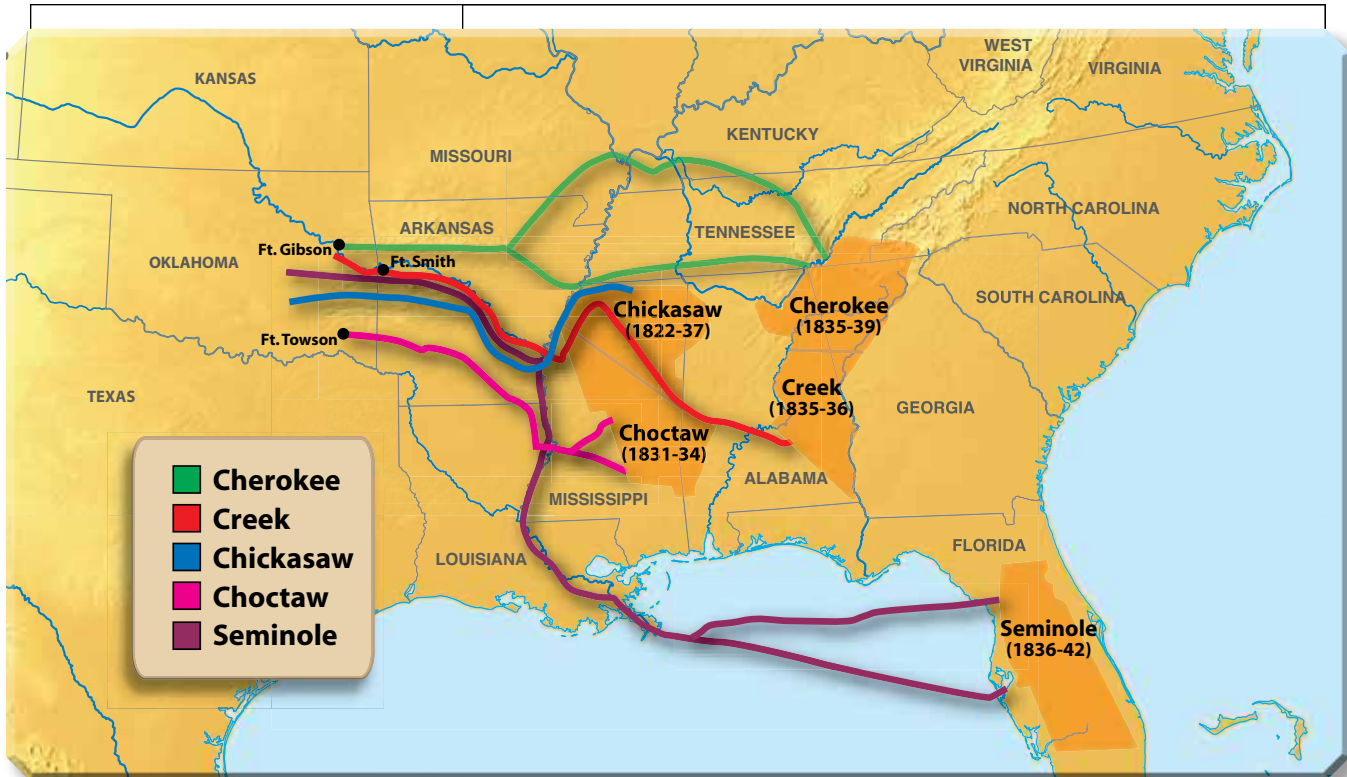 WEST
VIRGINIA
VIRGINIA
KANSAS
KENTUCKY
MISSOURI
NORTH CAROLINA
ARKANSAS
TENNESSEE
Ft. Gibson
OKLAHOMA
Ft. Smith
SOUTH CAROLINA
Chickasaw
(1822-37)
Cherokee
(1835-39)
Ft. Towson
TEXAS
Creek
(1835-36)
GEORGIA
Choctaw
(1831-34)
ALABAMA
MISSISSIPPI
LOUISIANA
FLORIDA
Seminole
(1836-42)
Cherokee
Creek
Chickasaw
Choctaw
Seminole